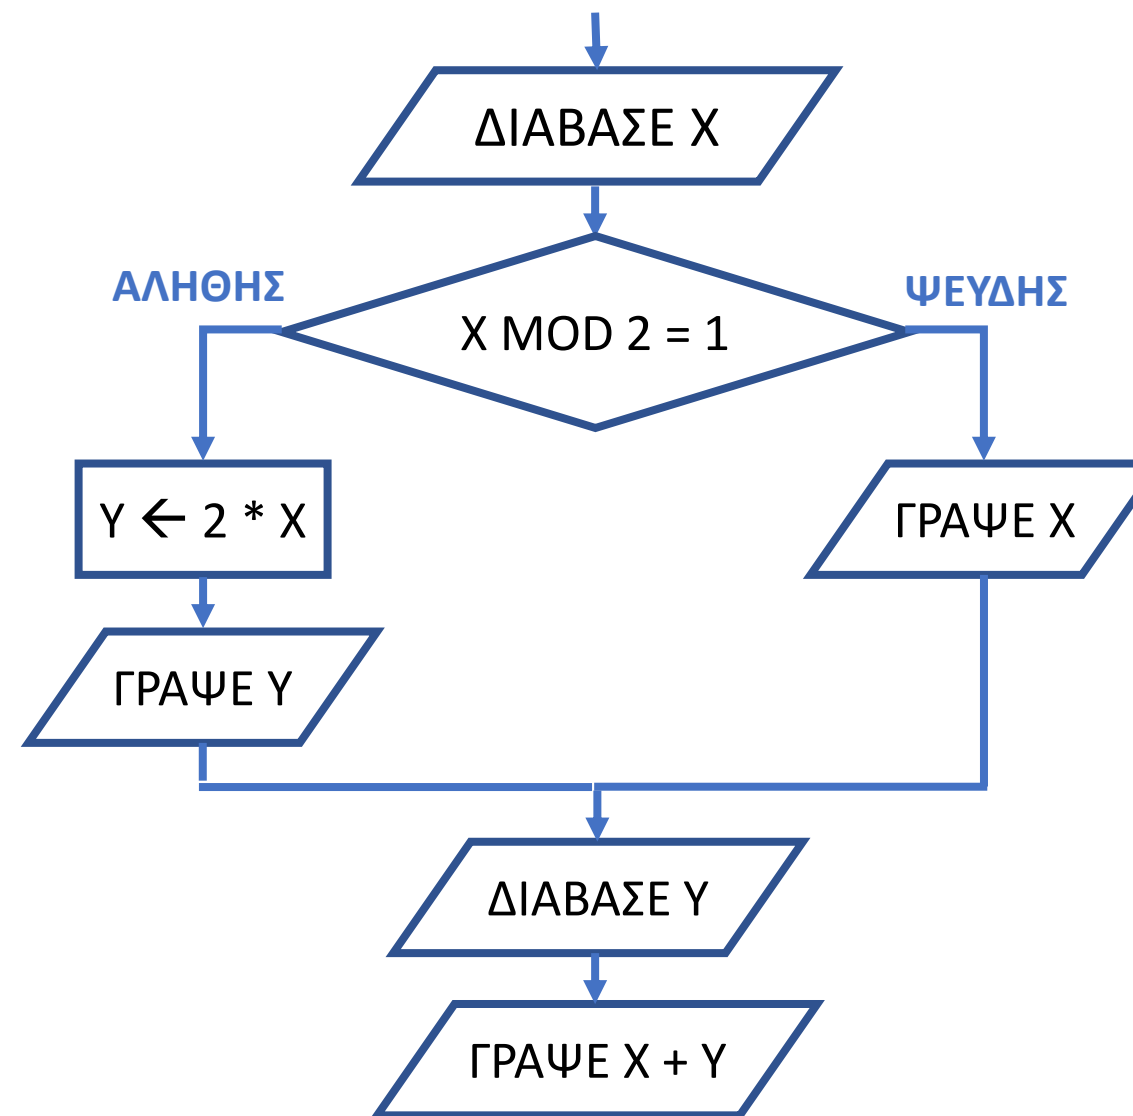 ΔΙΑΒΑΣΕ Χ
ΑΛΗΘΗΣ
ΨΕΥΔΗΣ
Χ MOD 2 = 1
Υ ← 2 * Χ
ΓΡΑΨΕ Χ
ΓΡΑΨΕ Υ
ΔΙΑΒΑΣΕ Υ
ΓΡΑΨΕ Χ + Υ